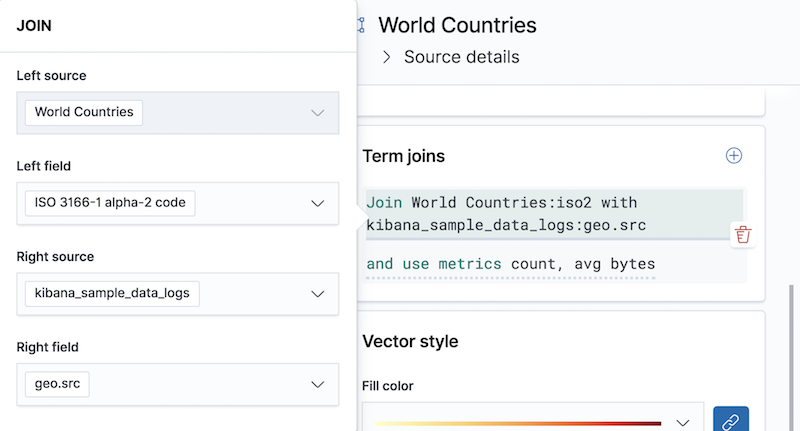 JOIN
Left source
World Countries
Left field
ISO 3166-1 alpha-2 code
Right source
kibana_sample_data_logs
Right field
geo.src
World Countries
Source details
Term joins
Join World Countries:iso2 with
kibana_sample_data_logs:geo.src
and use metrics count, avg bytes
Vector style
Fill color